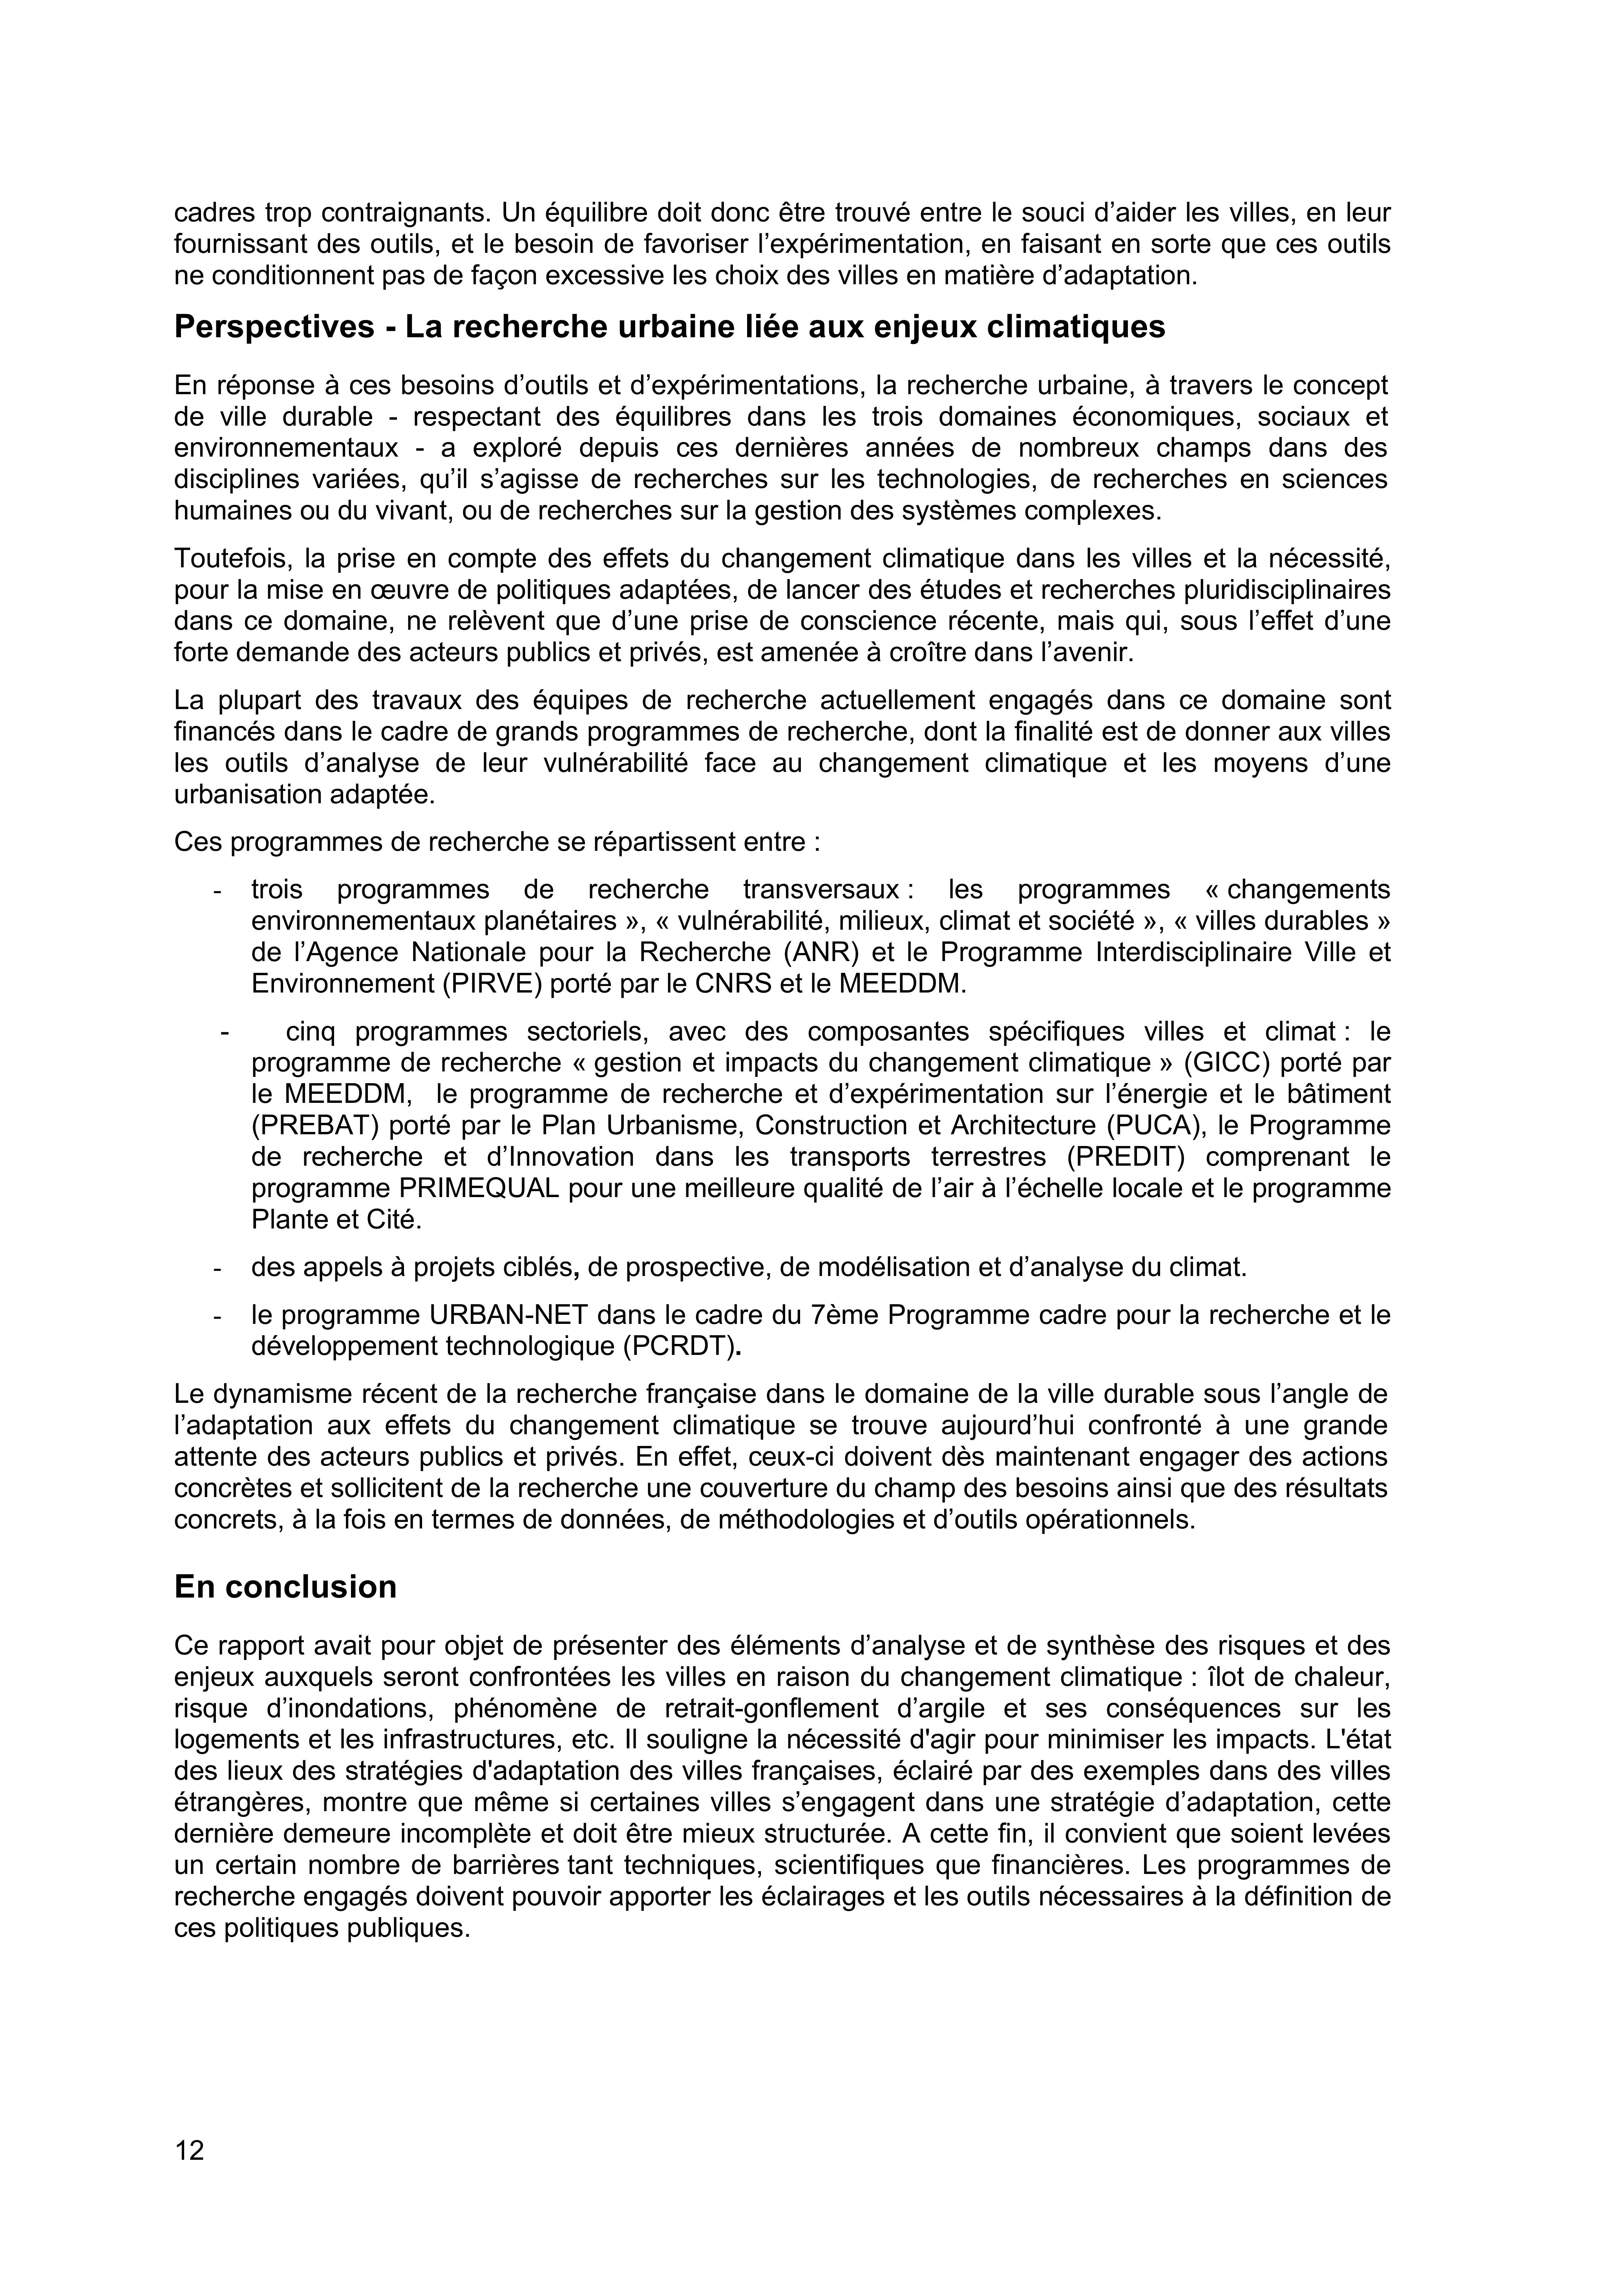 cadres trop contraignants. Un équilibre doit donc être trouvé entre le souci d’aider les villes, en leur
fournissant des outils, et le besoin de favoriser l’expérimentation, en faisant en sorte que ces outils
ne conditionnent pas de façon excessive les choix des villes en matière d’adaptation.
Perspectives - La recherche urbaine liée aux enjeux climatiques
En réponse à ces besoins d’outils et d’expérimentations, la recherche urbaine, à travers le concept
de ville durable - respectant des équilibres dans les trois domaines économiques, sociaux et
environnementaux - a exploré depuis ces dernières années de nombreux champs dans des
disciplines variées, qu’il s’agisse de recherches sur les technologies, de recherches en sciences
humaines ou du vivant, ou de recherches sur la gestion des systèmes complexes.
Toutefois, la prise en compte des effets du changement climatique dans les villes et la nécessité,
pour la mise en œuvre de politiques adaptées, de lancer des études et recherches pluridisciplinaires
dans ce domaine, ne relèvent que d’une prise de conscience récente, mais qui, sous l’effet d’une
forte demande des acteurs publics et privés, est amenée à croître dans l’avenir.
La plupart des travaux des équipes de recherche actuellement engagés dans ce domaine sont
financés dans le cadre de grands programmes de recherche, dont la finalité est de donner aux villes
les outils d’analyse de leur vulnérabilité face au changement climatique et les moyens d’une
urbanisation adaptée.
Ces programmes de recherche se répartissent entre :
- trois programmes de recherche transversaux : les programmes « changements
environnementaux planétaires », « vulnérabilité, milieux, climat et société », « villes durables »
de l’Agence Nationale pour la Recherche (ANR) et le Programme Interdisciplinaire Ville et
Environnement (PIRVE) porté par le CNRS et le MEEDDM.
- cinq programmes sectoriels, avec des composantes spécifiques villes et climat : le
programme de recherche « gestion et impacts du changement climatique » (GICC) porté par
le MEEDDM, le programme de recherche et d’expérimentation sur l’énergie et le bâtiment
(PREBAT) porté par le Plan Urbanisme, Construction et Architecture (PUCA), le Programme
de recherche et d’Innovation dans les transports terrestres (PREDIT) comprenant le
programme PRIMEQUAL pour une meilleure qualité de l’air à l’échelle locale et le programme
Plante et Cité.
- des appels à projets ciblés, de prospective, de modélisation et d’analyse du climat.
- le programme URBAN-NET dans le cadre du 7ème Programme cadre pour la recherche et le
développement technologique (PCRDT).
Le dynamisme récent de la recherche française dans le domaine de la ville durable sous l’angle de
l’adaptation aux effets du changement climatique se trouve aujourd’hui confronté à une grande
attente des acteurs publics et privés. En effet, ceux-ci doivent dès maintenant engager des actions
concrètes et sollicitent de la recherche une couverture du champ des besoins ainsi que des résultats
concrets, à la fois en termes de données, de méthodologies et d’outils opérationnels.
En conclusion
Ce rapport avait pour objet de présenter des éléments d’analyse et de synthèse des risques et des
enjeux auxquels seront confrontées les villes en raison du changement climatique : îlot de chaleur,
risque d’inondations, phénomène de retrait-gonflement d’argile et ses conséquences sur les
logements et les infrastructures, etc. Il souligne la nécessité d'agir pour minimiser les impacts. L'état
des lieux des stratégies d'adaptation des villes françaises, éclairé par des exemples dans des villes
étrangères, montre que même si certaines villes s’engagent dans une stratégie d’adaptation, cette
dernière demeure incomplète et doit être mieux structurée. A cette fin, il convient que soient levées
un certain nombre de barrières tant techniques, scientifiques que financières. Les programmes de
recherche engagés doivent pouvoir apporter les éclairages et les outils nécessaires à la définition de
ces politiques publiques.
12